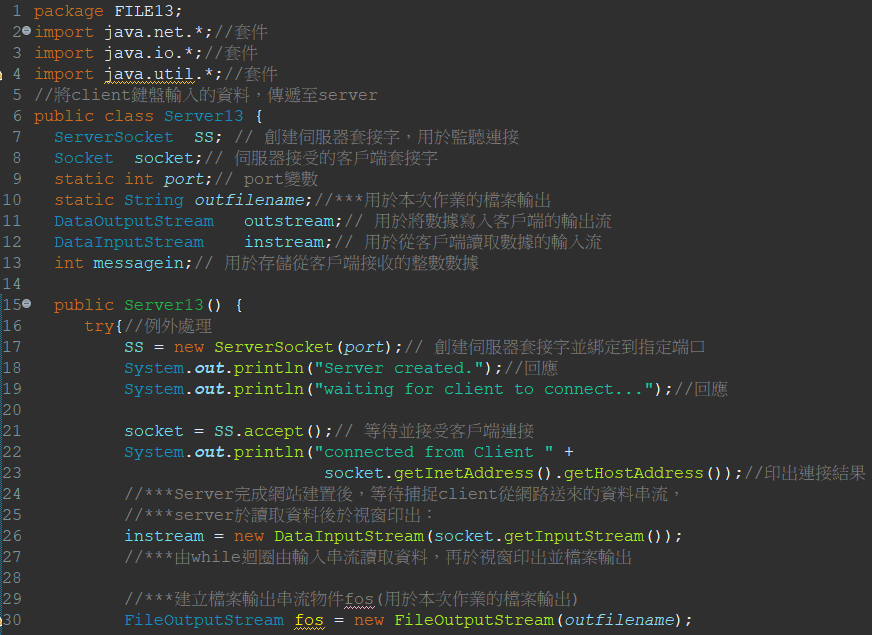 1 package FILE13;
2 import java.net.*;//套件
3 import java.io.*;//套件
4 import java.util.*;//套件
5 //將client鍵盤輸入的資料，傳遞至server
6 public class Server13 {
7 ServerSocket  SS; // 創建伺服器套接字，用於監聽連接
8 Socket  socket;// 伺服器接受的客戶端套接字
9 static int port;// port變數
10 static String outfilename;//***用於本次作業的檔案輸出
11 DataOutputStream   outstream;// 用於將數據寫入客戶端的輸出流
12 DataInputStream    instream;// 用於從客戶端讀取數據的輸入流
13 int messagein;// 用於存儲從客戶端接收的整數數據
14
15 public Server13() {
16 try{//例外處理
17 SS = new ServerSocket(port);// 創建伺服器套接字並綁定到指定端口
18 System.out.println("Server created.");//回應
19 System.out.println("waiting for client to connect...");//回應
20
21 socket = SS.accept();// 等待並接受客戶端連接
22 System.out.println("connected from Client " +
23 socket.getInetAddress().getHostAddress());//印出連接結果
24 //***Server完成網站建置後，等待捕捉client從網路送來的資料串流，
25 //***server於讀取資料後於視窗印出：
26 instream = new DataInputStream(socket.getInputStream());
27 //***由while迴圈由輸入串流讀取資料，再於視窗印出並檔案輸出
28
29 //***建立檔案輸出串流物件fos(用於本次作業的檔案輸出)
30 FileOutputStream fos = new FileOutputStream(outfilename);